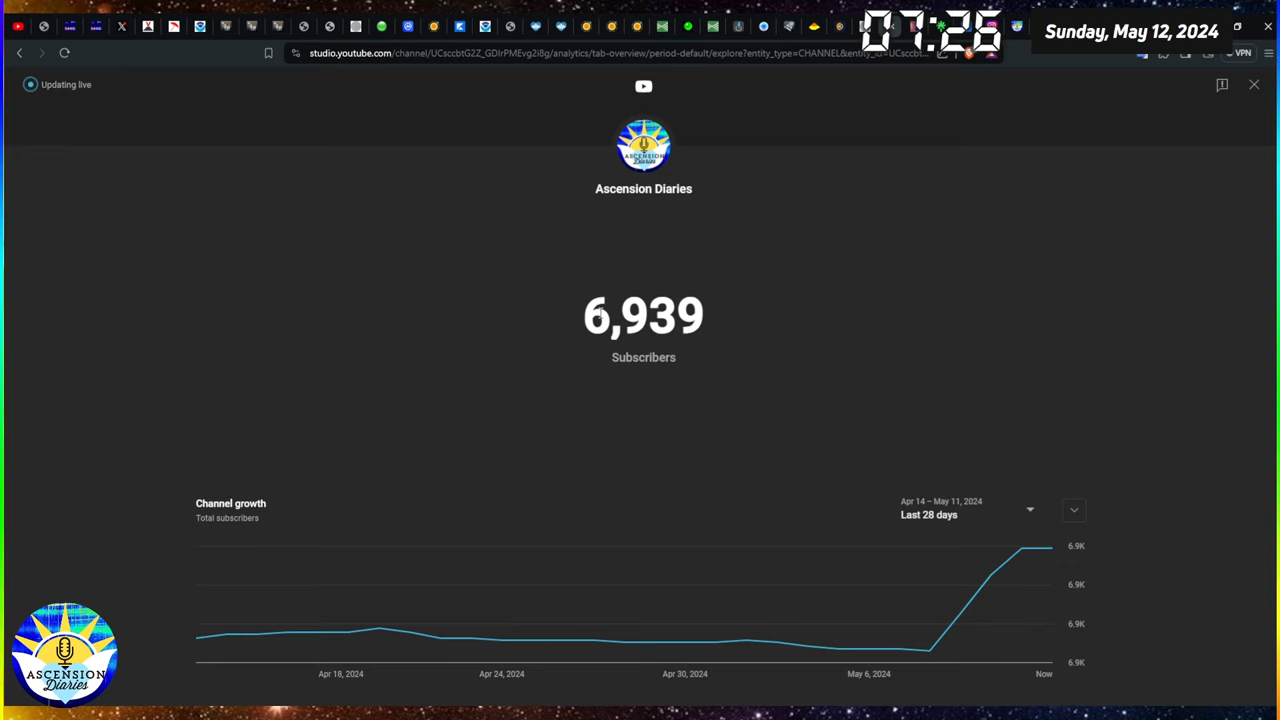 07:26
Sunday, May 12, 2024
studio.youtube.com/channel/UCsccbtG2Z_GDIrPMEvg2i8g/analytics/tab-overview/period-default/explore?entity_type=CHANNEL&entity_id=UCsccbt...
VPN
Updating live
ASCENSION
Diaries
Ascension Diaries
6,939
Subscribers
Channel growth
Total subscribers
Apr 14 – May 11, 2024
Last 28 days
6.9K
6.9K
6.9K
6.9K
Apr 18, 2024
Apr 24, 2024
Apr 30, 2024
May 6, 2024
Now
ASCENSION
Diaries